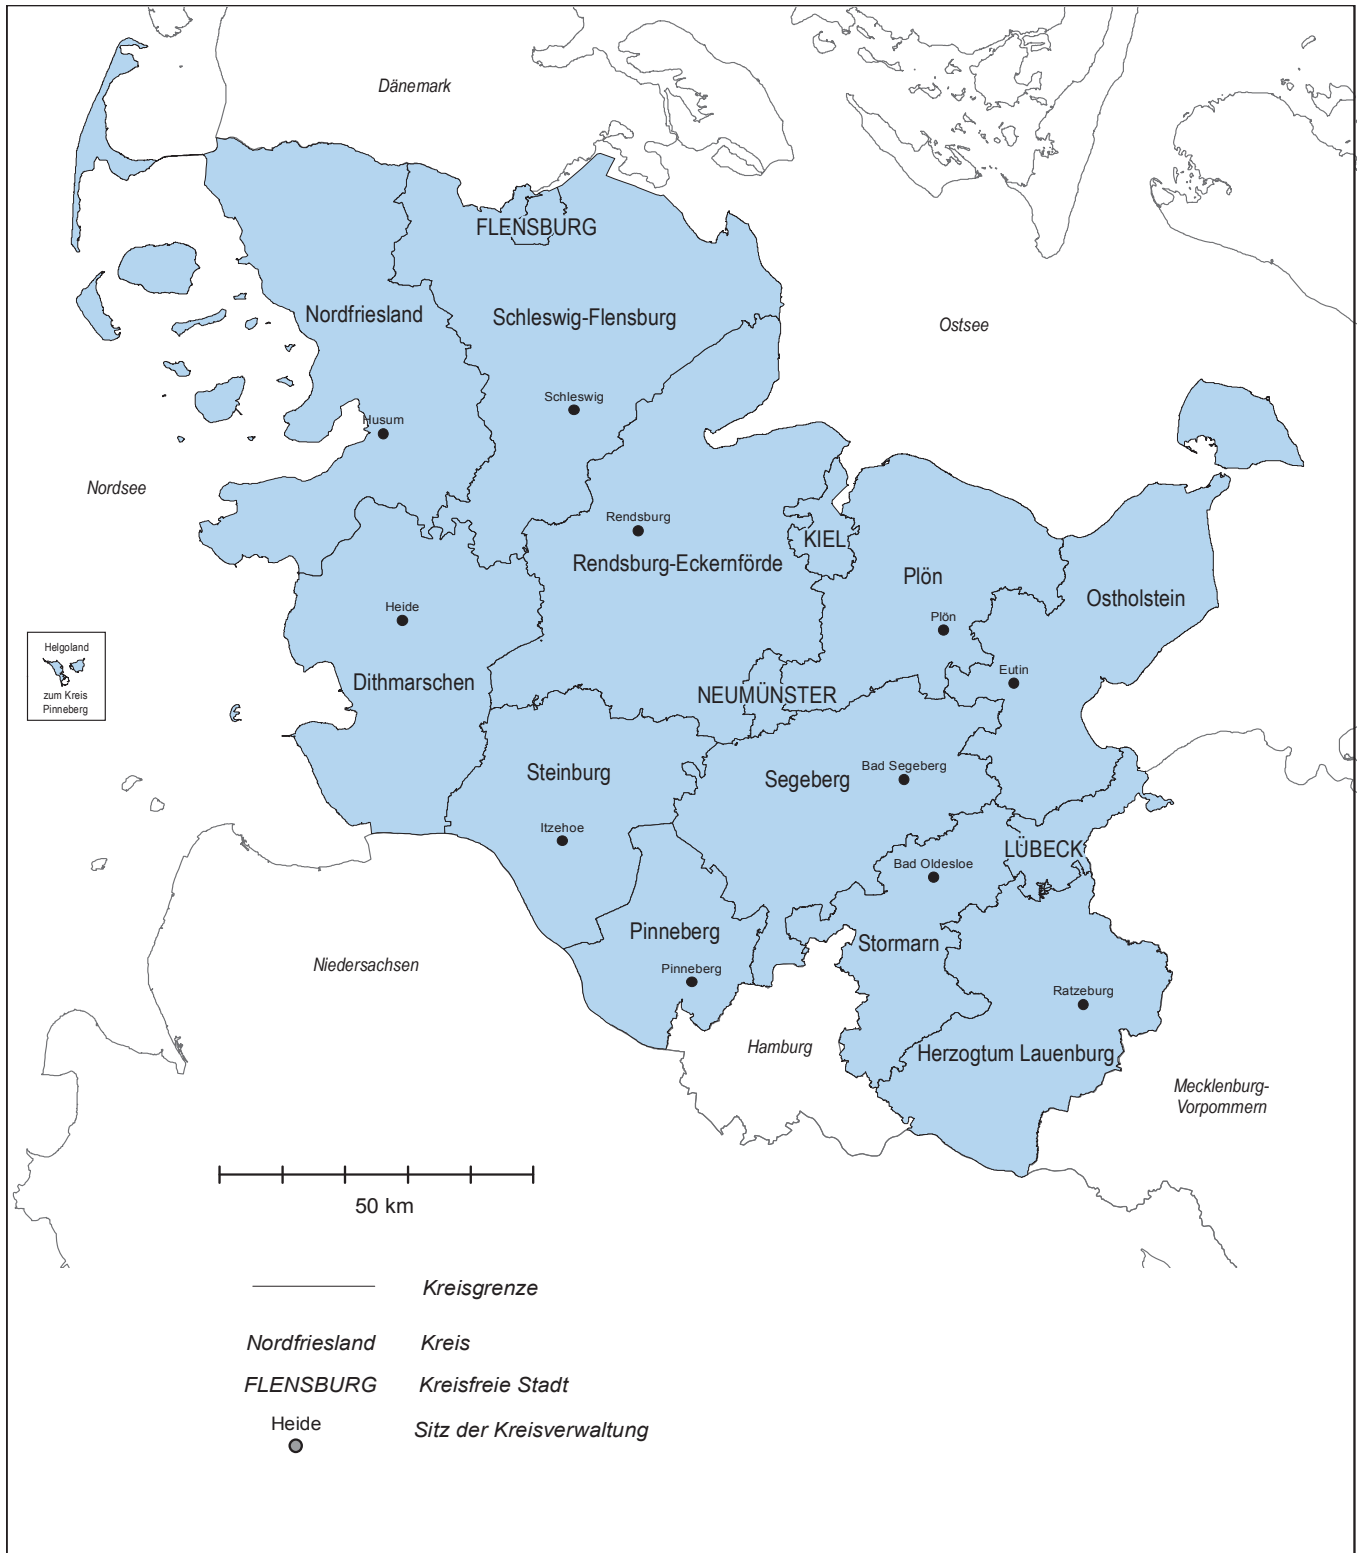 Dänemark
FLENSBURG
Nordfriesland
Schleswig-Flensburg
Ostsee
Schleswig
Husum
Nordsee
Rendsburg
KIEL
Rendsburg-Eckernförde
Plön
Ostholstein
Heide
Plön
Helgoland
zum Kreis
Pinneberg
Eutin
Dithmarschen
NEUMÜNSTER
Steinburg
Segeberg
Bad Segeberg
Itzehoe
LÜBECK
Bad Oldesloe
Pinneberg
Stormarn
Niedersachsen
Pinneberg
Ratzeburg
Hamburg
Herzogtum Lauenburg
Mecklenburg-
Vorpommern
50 km
Kreisgrenze
Nordfriesland Kreis
FLENSBURG Kreisfreie Stadt
Heide Sitz der Kreisverwaltung